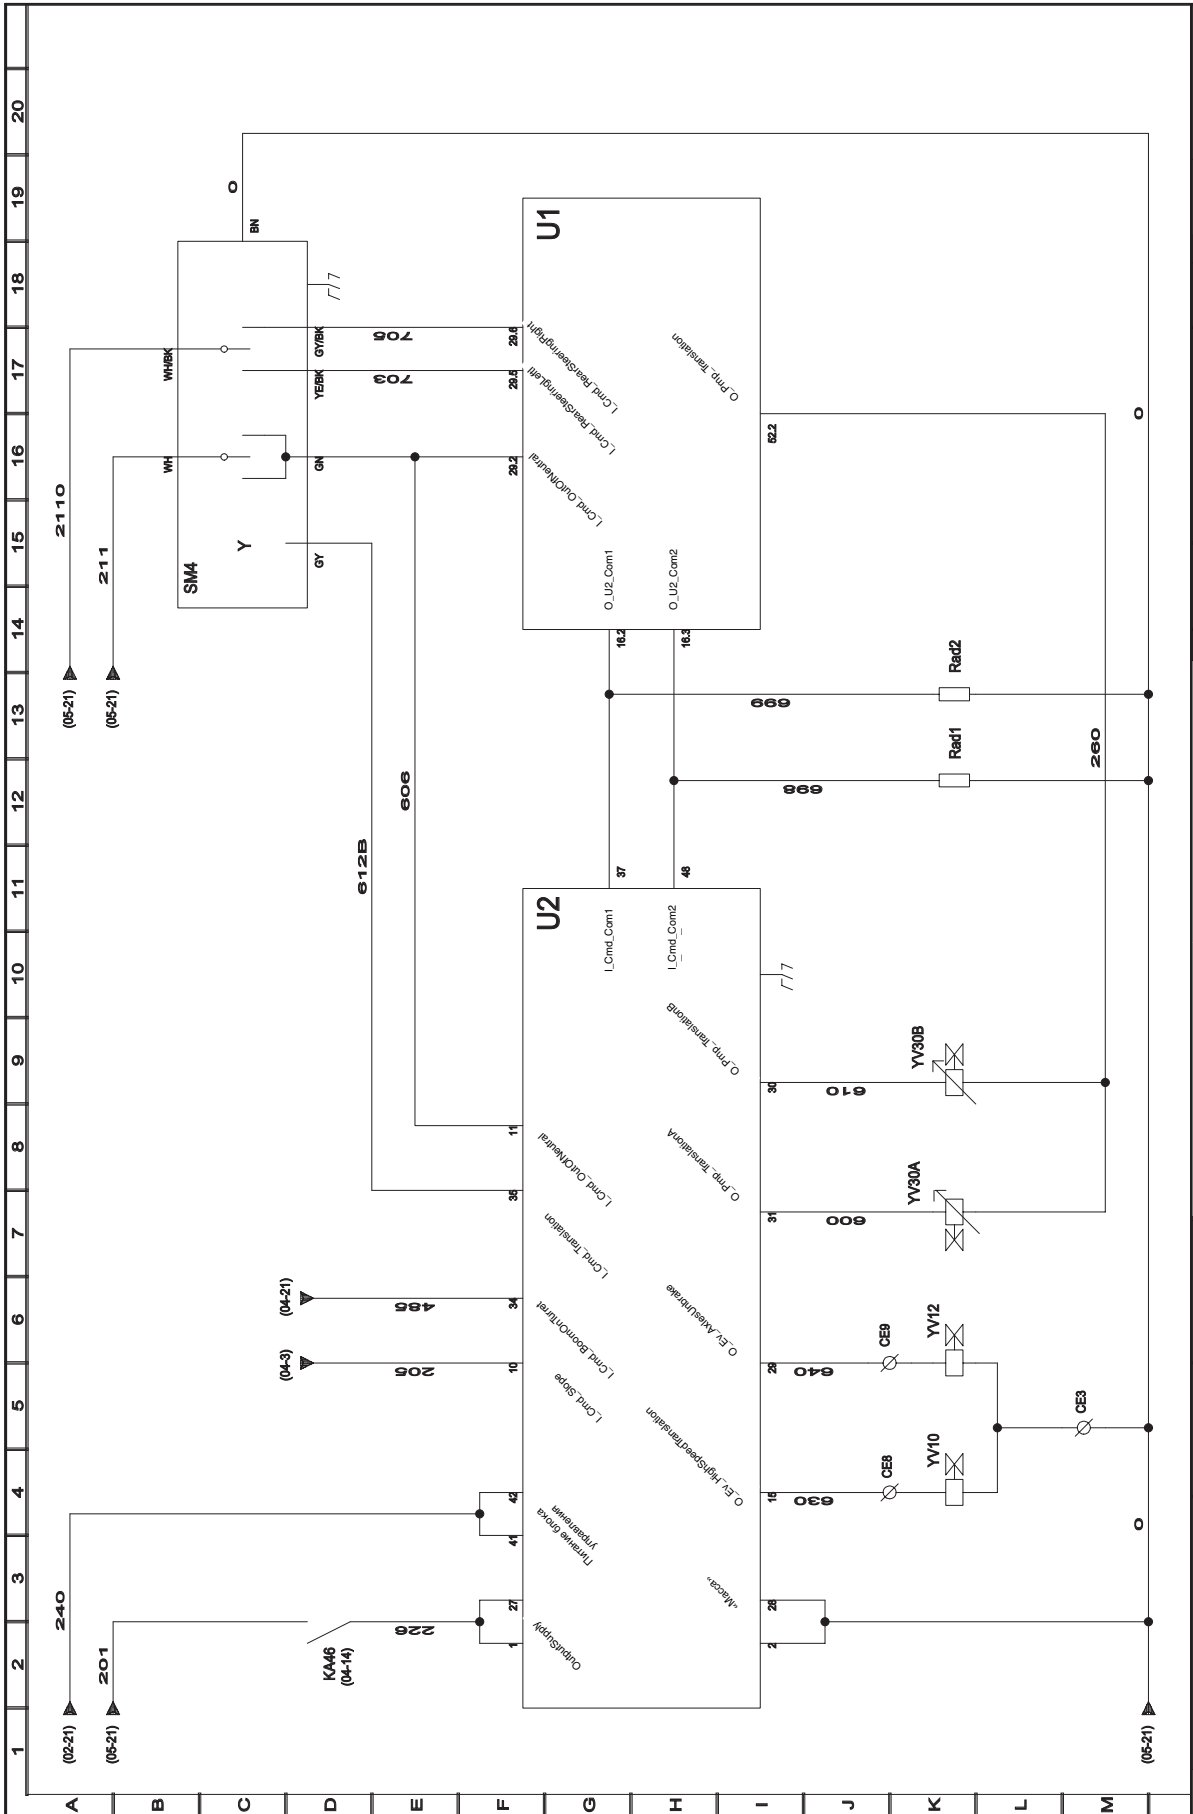 1
2
3
4
5
6
7
8
9
10
11
12
13
14
15
16
17
18
19
20
A
B
C
D
E
F
G
H
I
J
K
L
M
(02-21)
240
(05-21)
201
(05-21)
2110
(05-21)
211
WH/BK
WH
SM4
Y
BN
0
GY
GN
YE/BK
GY/BK
KA46
(04-14)
226
(04-3)
205
(04-21)
485
612B
606
703
705
1
27
41
42
10
34
35
11
29.2
29.5
29.6
OutputSupply
Питание блока
управления
I_Cmd_Slope
I_Cmd_BoomOnTurret
I_Cmd_Translation
I_Cmd_OutOfNeutral
U2
I_Cmd_Com1
37
I_Cmd_Com2
48
16.2
O_U2_Com1
16.3
O_U2_Com2
I_Cmd_OutOfNeutral
I_Cmd_RearSteeringLeft
I_Cmd_RearSteeringRight
U1
O_Pmp_Translation
52.2
«Масса»
O_Ev_HighSpeedTranslation
O_Ev_AxlesUnbrake
O_Pmp_TranslationA
O_Pmp_TranslationB
2
28
15
29
31
30
630
640
600
610
698
699
CE8
CE9
YV10
YV12
YV30A
YV30B
Rad1
Rad2
CE3
260
(05-21)
0
0